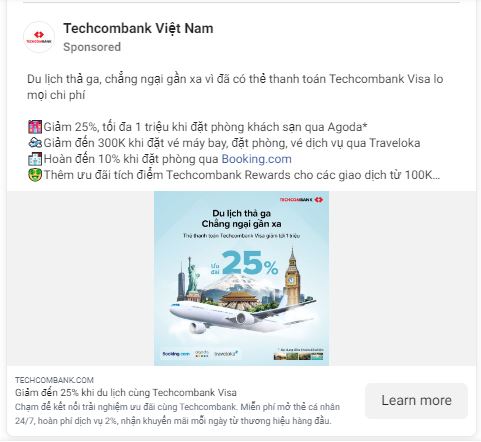 Techcombank Việt Nam
Sponsored
Du lịch thả ga, chẳng ngại gần xa vì đã có thẻ thanh toán Techcombank Visa lo
mọi chi phí
Giảm 25%, tối đa 1 triệu khi đặt phòng khách sạn qua Agoda*
Giảm đến 300K khi đặt vé máy bay, đặt phòng, vé dịch vụ qua Traveloka
Hoàn đến 10% khi đặt phòng qua Booking.com
Thêm ưu đãi tích điểm Techcombank Rewards cho các giao dịch từ 100K...
TECHCOMBANK
Du lịch thả ga
Chẳng ngại gần xa
Thẻ thanh toán Techcombank Visa giảm tới 1 triệu
Ưu đãi 25%
Booking.com agoda traveloka
TECHCOMBANK.COM
Giảm đến 25% khi du lịch cùng Techcombank Visa
Chạm để kết nối trải nghiệm ưu đãi cùng Techcombank. Miễn phí mở thẻ cá nhân
24/7, hoàn phí dịch vụ 2%, nhận khuyến mãi mỗi ngày từ thương hiệu hàng đầu.
Learn more